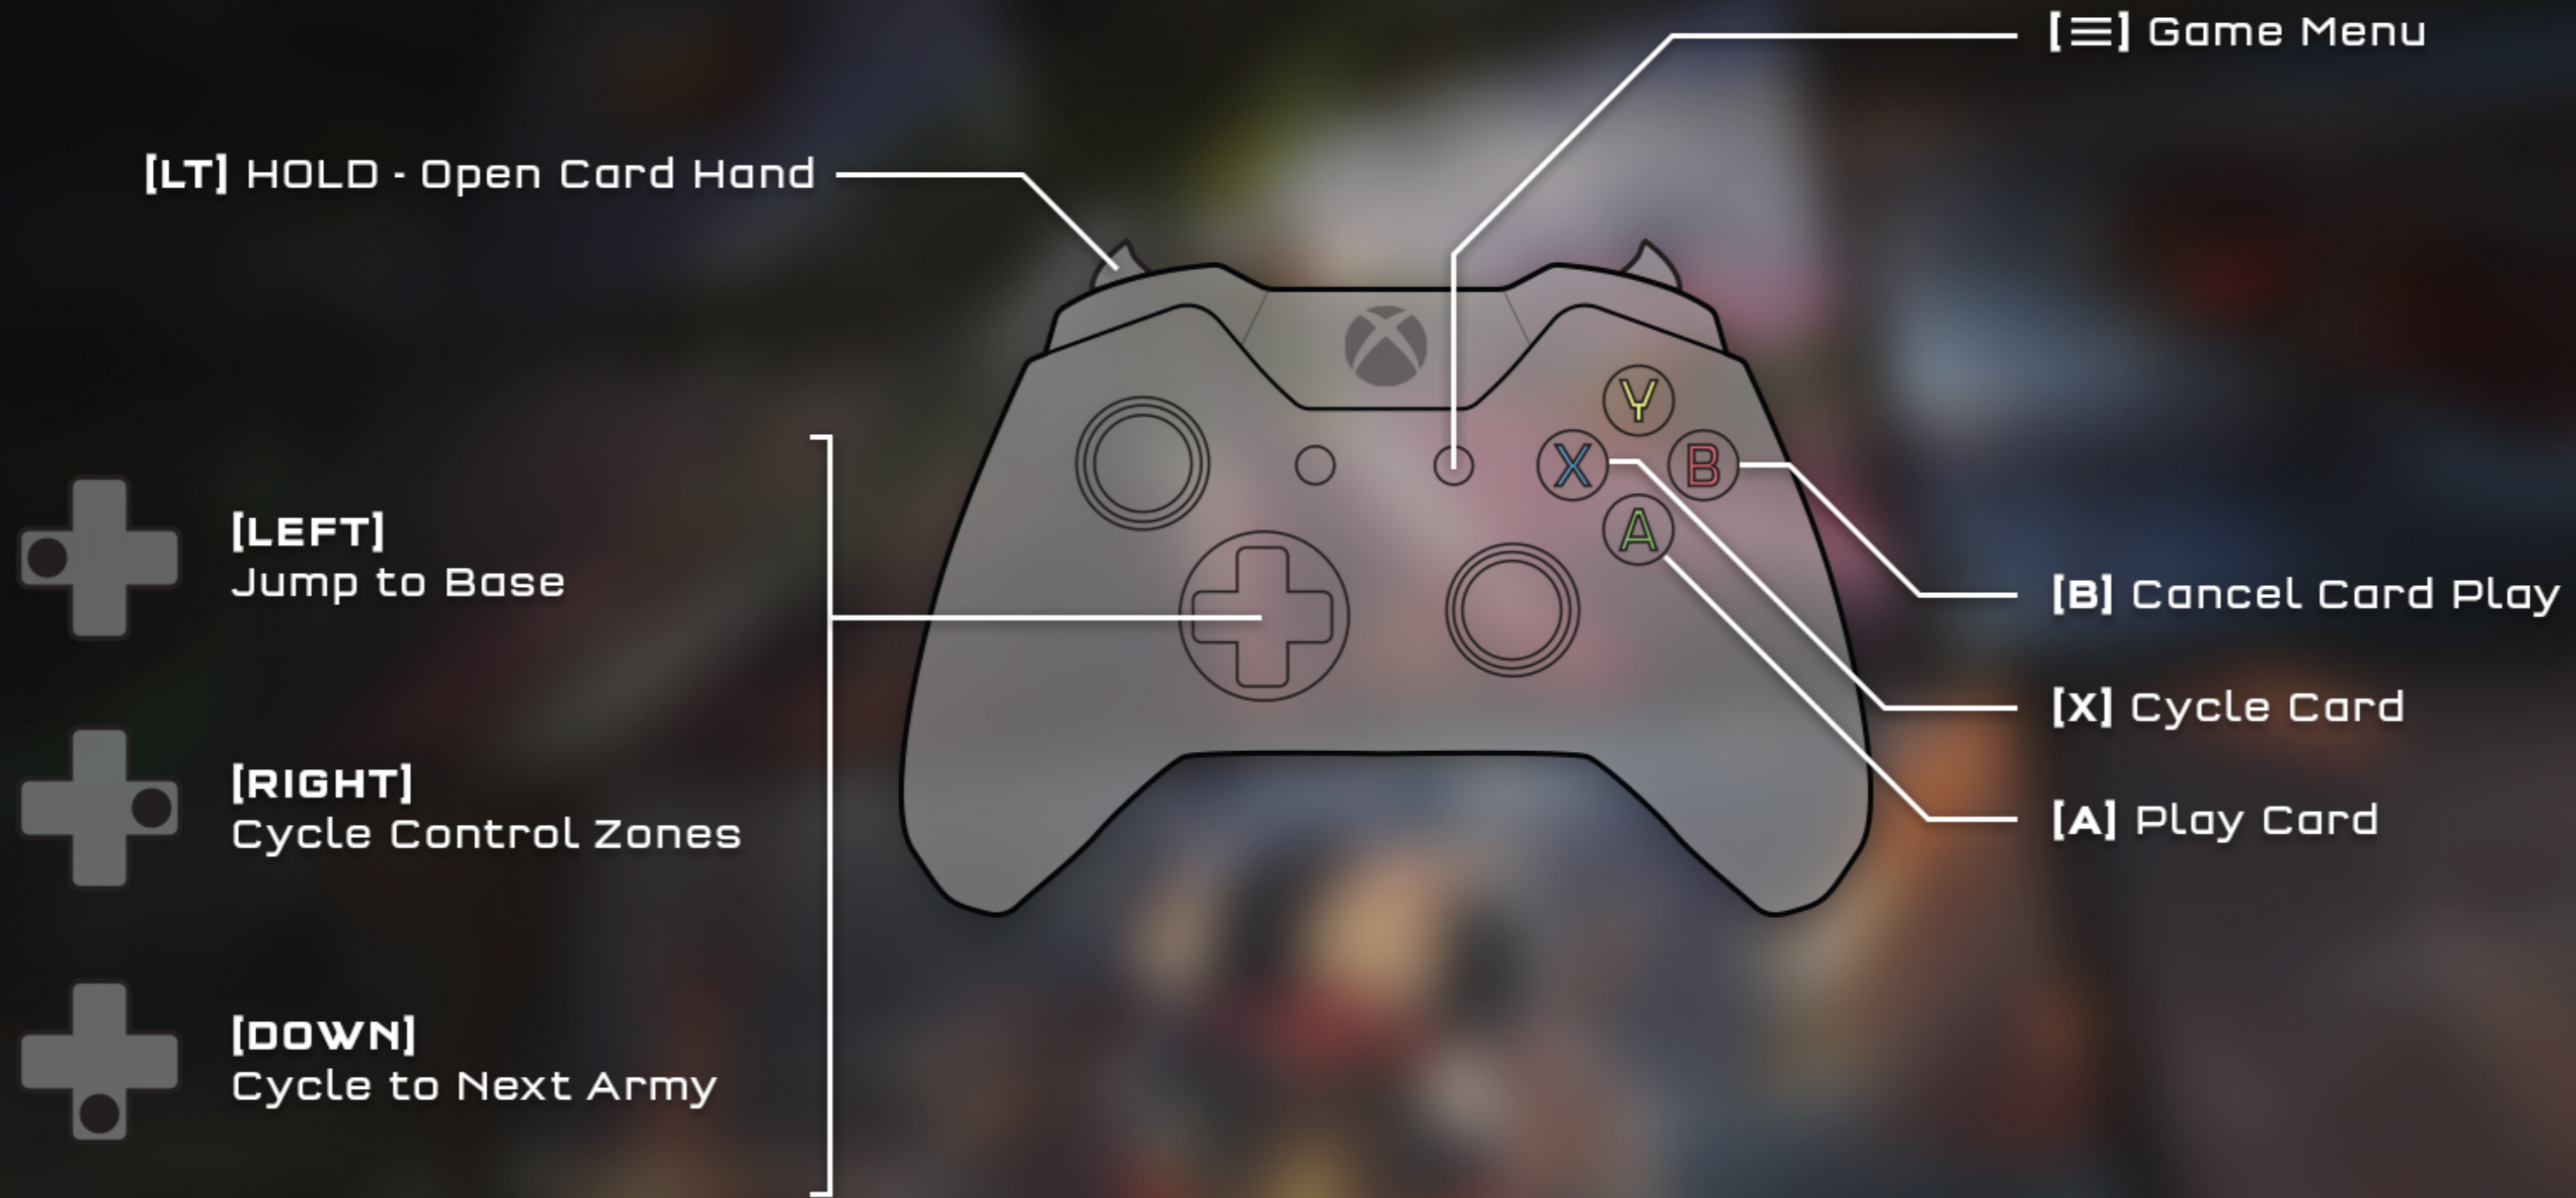 [☰] Game Menu
[LT] HOLD - Open Card Hand
Y
X
B
A
[LEFT]
Jump to Base
[RIGHT]
Cycle Control Zones
[DOWN]
Cycle to Next Army
[B] Cancel Card Play
[X] Cycle Card
[A] Play Card